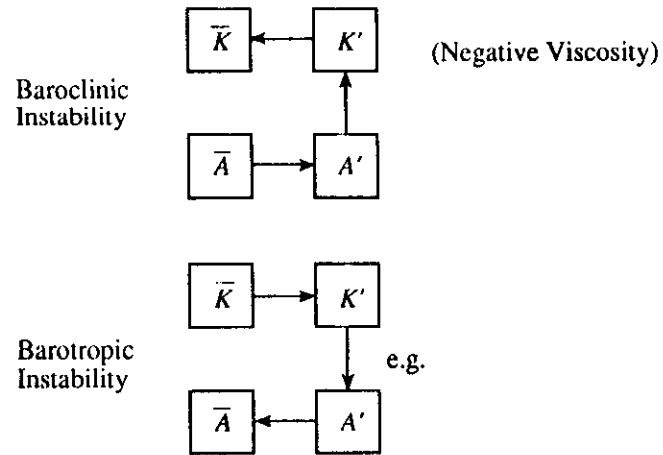 K̅ K′ (Negative Viscosity)
Baroclinic
Instability
A̅ A′
K̅ K′
Barotropic
Instability
e.g.
A̅ A′